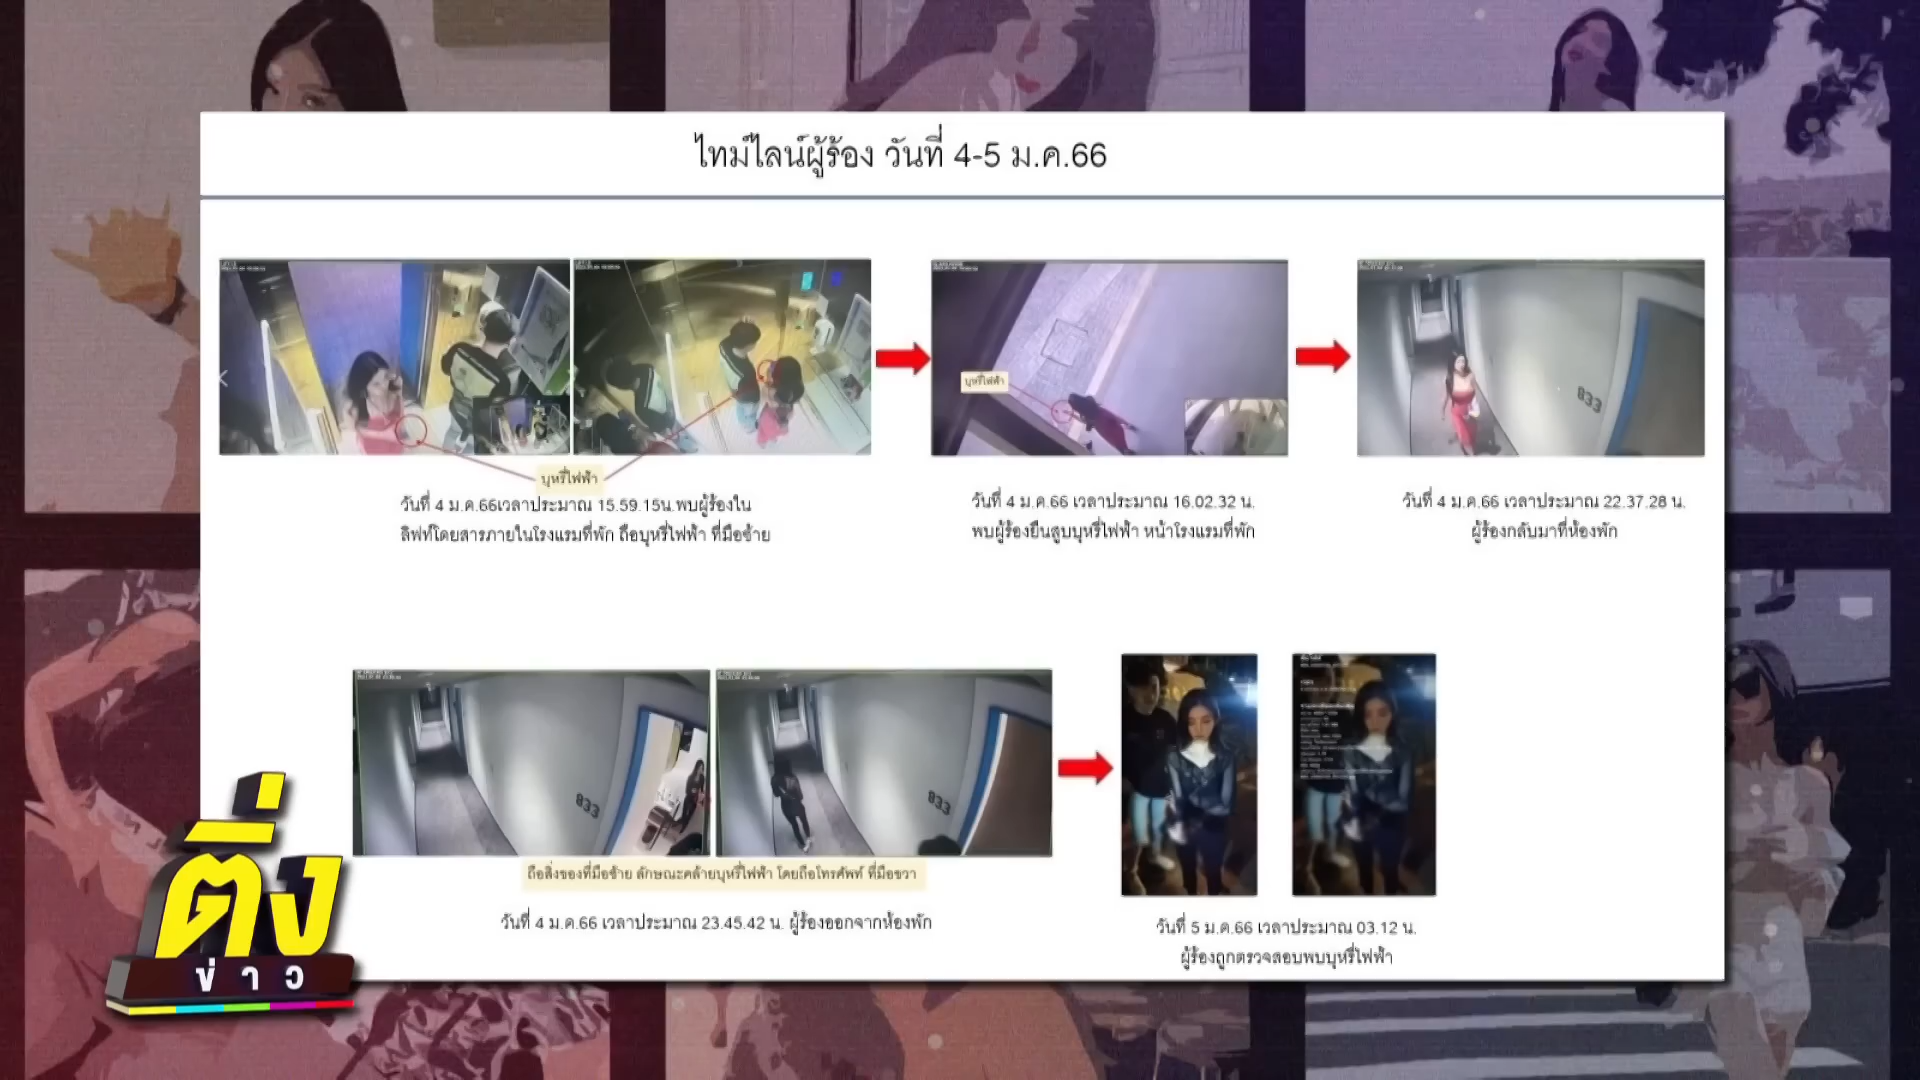 ไทม์ไลน์ผู้ร้อง วันที่ 4-5 ม.ค.66
บุหรี่ไฟฟ้า
วันที่ 4 ม.ค.66เวลาประมาณ 15.59.15น.พบผู้ร้องใน
ลิฟท์โดยสารภายในโรงแรมที่พัก ถือบุหรี่ไฟฟ้า ที่มือซ้าย
บุหรี่ไฟฟ้า
วันที่ 4 ม.ค.66 เวลาประมาณ 16.02.32 น.
พบผู้ร้องยืนสูบบุหรี่ไฟฟ้า หน้าโรงแรมที่พัก
833
วันที่ 4 ม.ค.66 เวลาประมาณ 22.37.28 น.
ผู้ร้องกลับมาที่ห้องพัก
833
833
ถือสิ่งของที่มือซ้าย ลักษณะคล้ายบุหรี่ไฟฟ้า โดยถือโทรศัพท์ ที่มือขวา
วันที่ 4 ม.ค.66 เวลาประมาณ 23.45.42 น. ผู้ร้องออกจากห้องพัก
วันที่ 5 ม.ค.66 เวลาประมาณ 03.12 น.
ผู้ร้องถูกตรวจสอบพบบุหรี่ไฟฟ้า
ติ่ง
ข่าว